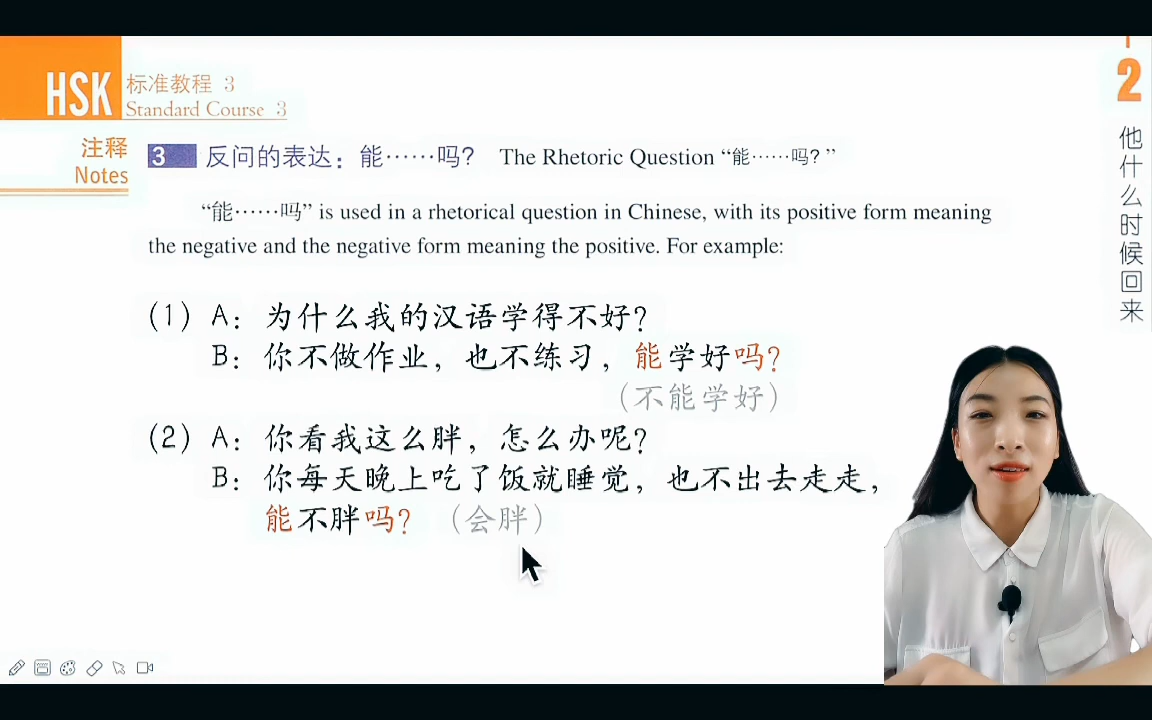 HSK 标准教程 3
Standard Course 3
注释
Notes
3 反问的表达：能……吗？ The Rhetoric Question “能……吗？”
“能……吗” is used in a rhetorical question in Chinese, with its positive form meaning
the negative and the negative form meaning the positive. For example:
（1）A：为什么我的汉语学得不好？
B：你不做作业，也不练习，能学好吗？
（不能学好）
（2）A：你看我这么胖，怎么办呢？
B：你每天晚上吃了饭就睡觉，也不出去走走，
能不胖吗？（会胖）
2
他什么时候回来